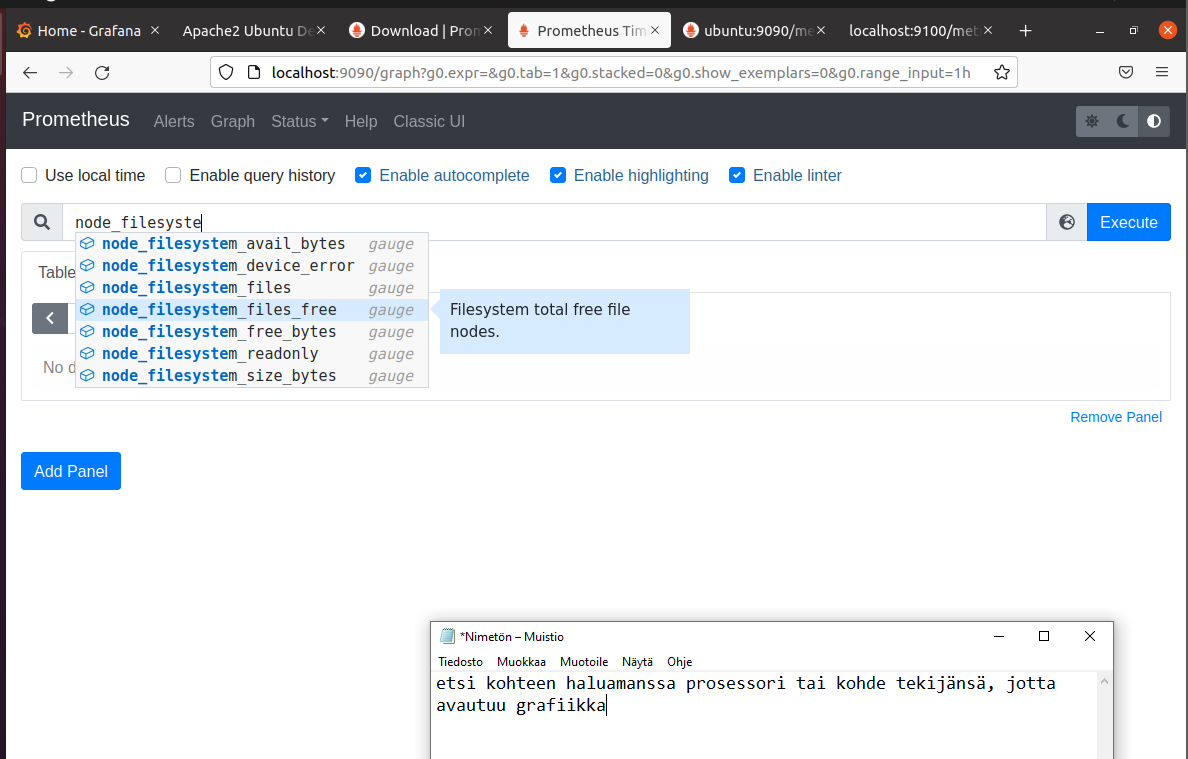 Home - Grafana
Apache2 Ubuntu De
Download | Pron
Prometheus Tim
ubuntu:9090/me
localhost:9100/met
localhost:9090/graph?g0.expr=&g0.tab=1&g0.stacked=0&g0.show_exemplars=0&g0.range_input=1h
Prometheus Alerts Graph Status Help Classic UI
Use local time Enable query history Enable autocomplete Enable highlighting Enable linter
node_filesyste Execute
node_filesystem_avail_bytes gauge
node_filesystem_device_error gauge
Table
node_filesystem_files gauge
node_filesystem_files_free gauge
Filesystem total free file
nodes.
node_filesystem_free_bytes gauge
node_filesystem_readonly gauge
No d
node_filesystem_size_bytes gauge
Remove Panel
Add Panel
*Nimetön – Muistio
Tiedosto Muokkaa Muotoile Näytä Ohje
etsi kohteen haluamanssa prosessori tai kohde tekijänsä, jotta
avautuu grafiikka